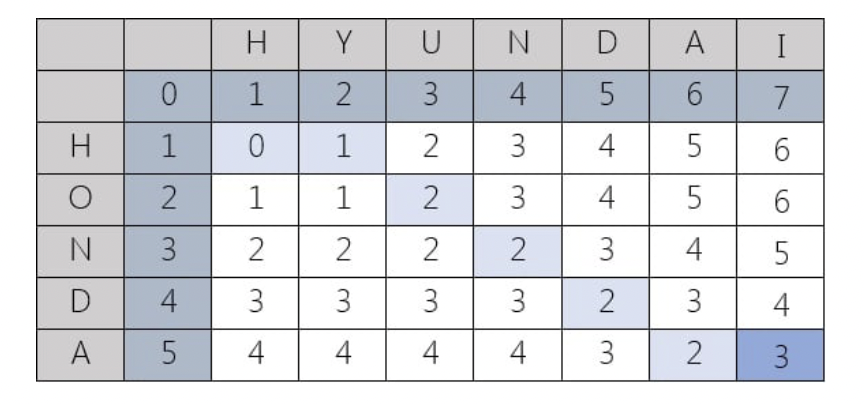 H Y U N D A I
0 1 2 3 4 5 6 7
H 1 0 1 2 3 4 5 6
O 2 1 1 2 3 4 5 6
N 3 2 2 2 2 3 4 5
D 4 3 3 3 3 2 3 4
A 5 4 4 4 4 3 2 3